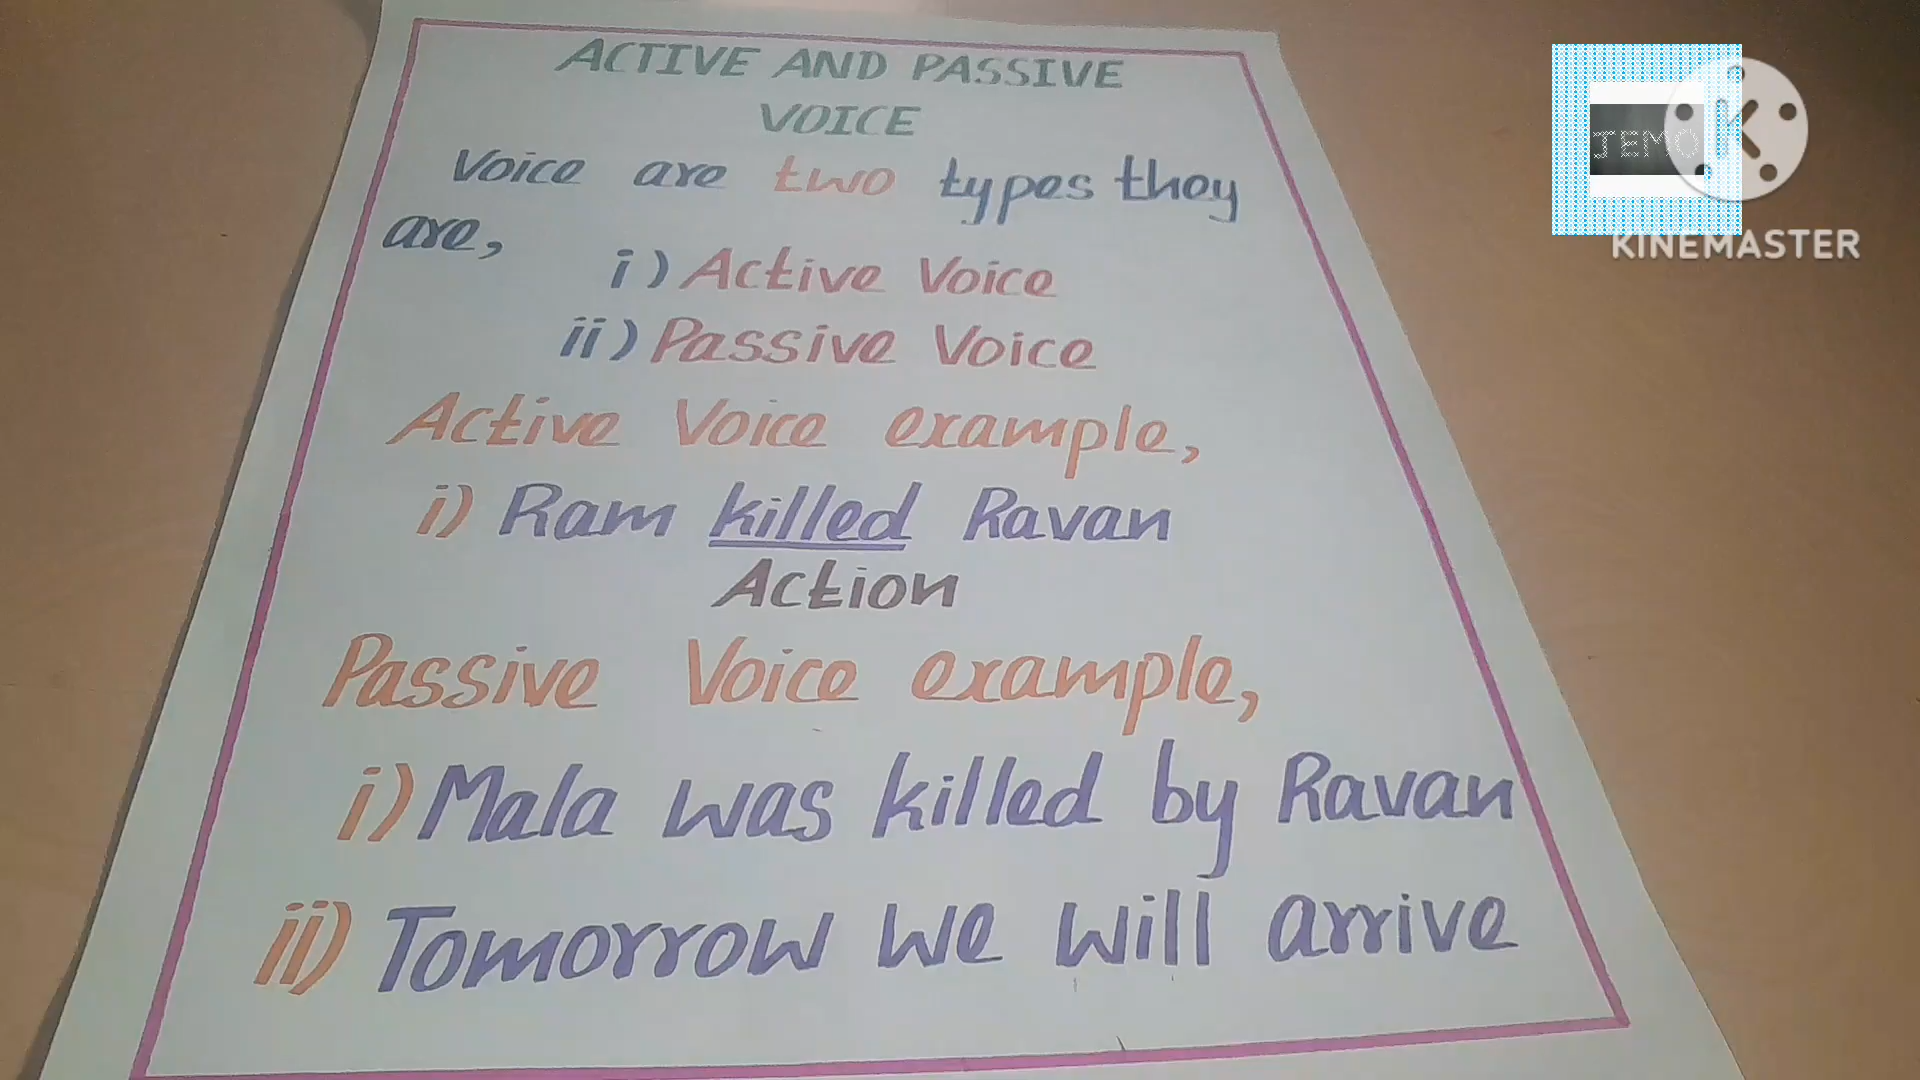 ACTIVE AND PASSIVE
VOICE
Voice are two types they
are,
i) Active Voice
ii) Passive Voice
Active Voice example,
i) Ram killed Ravan
Action
Passive Voice example,
i) Mala was killed by Ravan
ii) Tomorrow we will arrive
JEMO
KINEMASTER